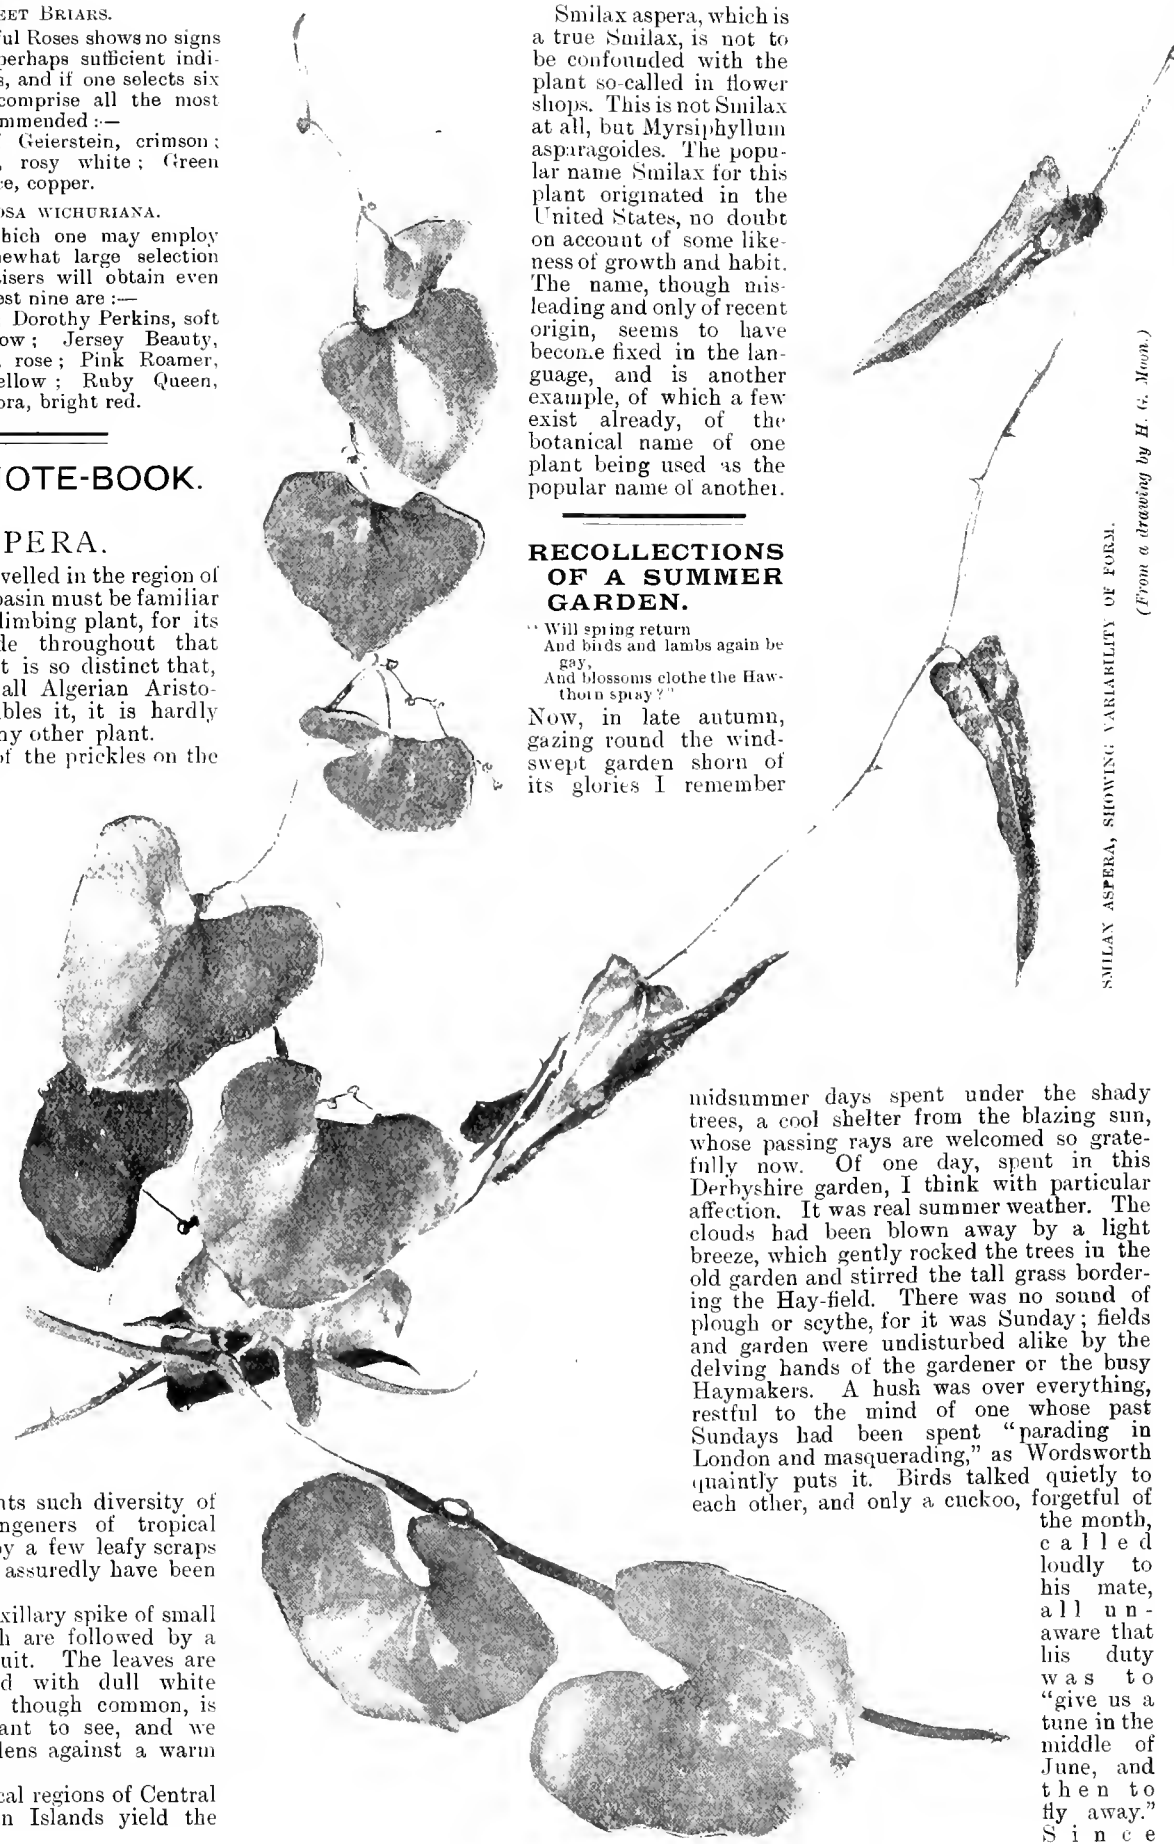 EET BRIARS.
ful Roses shows no signs
perhaps sufficient indi-
s, and if one selects six
comprise all the most
mmended :—
Geierstein, crimson ;
, rosy white ; Green
e, copper.
OSA WICHURIANA.
hich one may employ
newhat large selection
isers will obtain even
est nine are :—
Dorothy Perkins, soft
ow ; Jersey Beauty,
, rose ; Pink Roamer,
ellow ; Ruby Queen,
ora, bright red.
OTE-BOOK.
PERA.
velled in the region of
basin must be familiar
limbing plant, for its
le throughout that
t is so distinct that,
all Algerian Aristo-
bles it, it is hardly
ny other plant.
of the prickles on the
nts such diversity of
ngeners of tropical
by a few leafy scraps
assuredly have been
xillary spike of small
h are followed by a
uit. The leaves are
d with dull white
though common, is
ant to see, and we
lens against a warm
cal regions of Central
n Islands yield the
Smilax aspera, which is
a true Smilax, is not to
be confounded with the
plant so-called in flower
shops. This is not Smilax
at all, but Myrsiphyllum
asparagoides. The popu-
lar name Smilax for this
plant originated in the
United States, no doubt
on account of some like-
ness of growth and habit.
The name, though mis-
leading and only of recent
origin, seems to have
become fixed in the lan-
guage, and is another
example, of which a few
exist already, of the
botanical name of one
plant being used as the
popular name of another.
RECOLLECTIONS
OF A SUMMER
GARDEN.
"Will spring return
And birds and lambs again be
gay,
And blossoms clothe the Haw-
thorn spray?"
Now, in late autumn,
gazing round the wind-
swept garden shorn of
its glories I remember
midsummer days spent under the shady
trees, a cool shelter from the blazing sun,
whose passing rays are welcomed so grate-
fully now. Of one day, spent in this
Derbyshire garden, I think with particular
affection. It was real summer weather. The
clouds had been blown away by a light
breeze, which gently rocked the trees in the
old garden and stirred the tall grass border-
ing the Hay-field. There was no sound of
plough or scythe, for it was Sunday ; fields
and garden were undisturbed alike by the
delving hands of the gardener or the busy
Haymakers. A hush was over everything,
restful to the mind of one whose past
Sundays had been spent "parading in
London and masquerading," as Wordsworth
quaintly puts it. Birds talked quietly to
each other, and only a cuckoo, forgetful of
the month,
called
loudly to
his mate,
all un-
aware that
his duty
was to
"give us a
tune in the
middle of
June, and
then to
fly away."
Since
SMILAX ASPERA, SHOWING VARIABILITY OF FORM.
(From a drawing by H. G. Moon.)